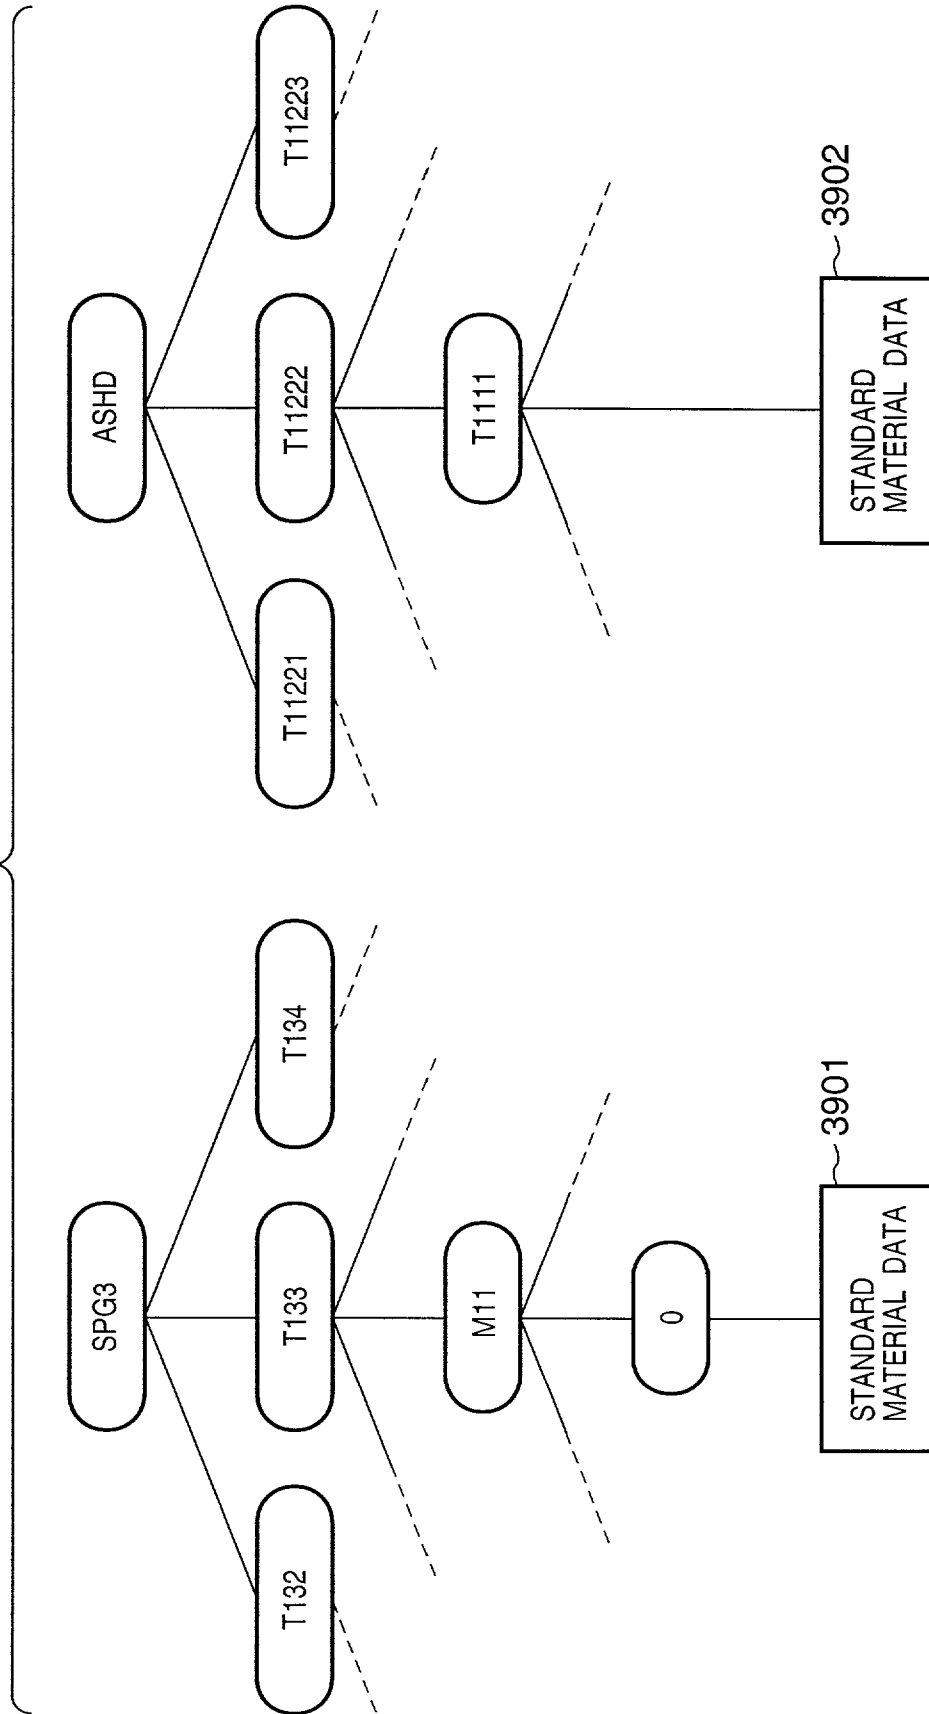 SPG3
T132
T133
T134
M11
0
3901
STANDARD
MATERIAL DATA
ASHD
T11221
T11222
T11223
T1111
3902
STANDARD
MATERIAL DATA